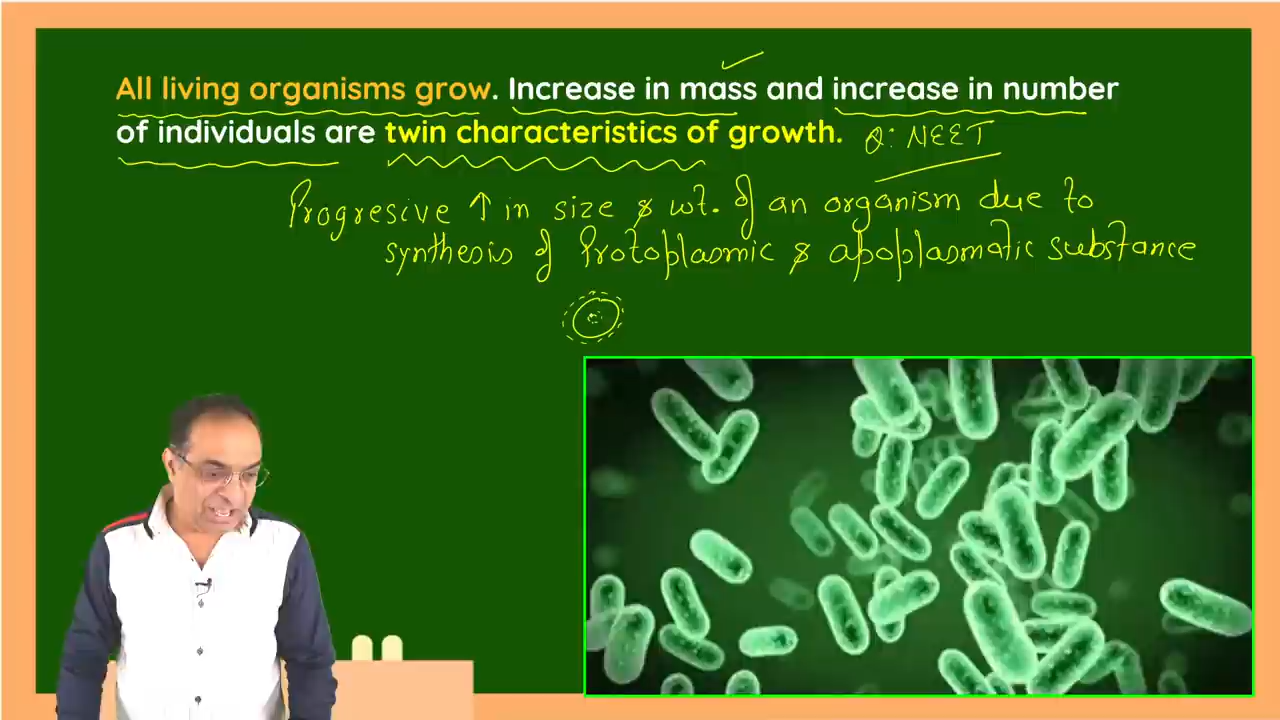 All living organisms grow. Increase in mass and increase in number
of individuals are twin characteristics of growth. Q: NEET
Progresive ↑ in size & wt. of an organism due to
synthesis of Protoplasmic & apoplasmatic substance